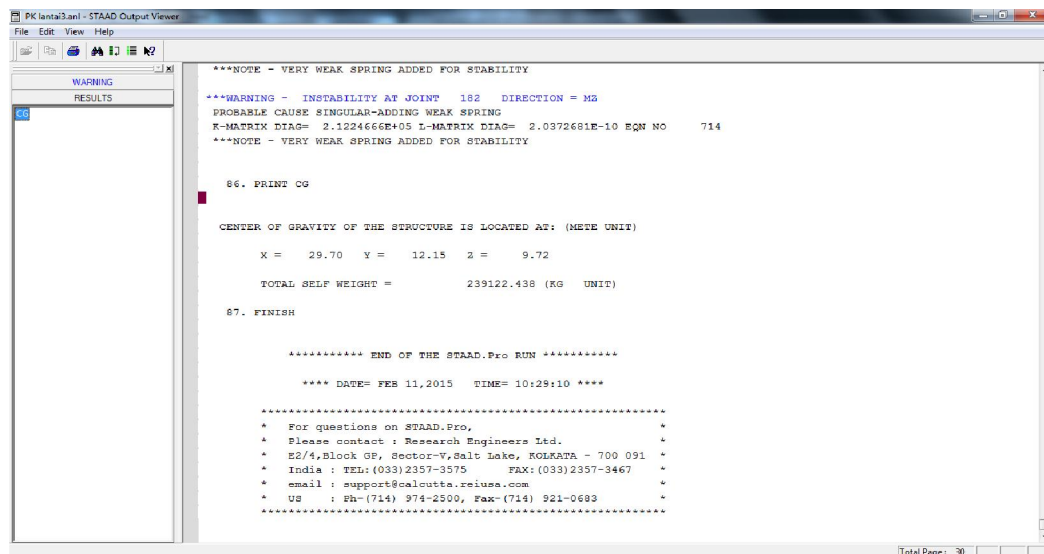 PK lantai3.anl - STAAD Output Viewer
File Edit View Help
WARNING
RESULTS
CG
***NOTE - VERY WEAK SPRING ADDED FOR STABILITY
***WARNING - INSTABILITY AT JOINT 182 DIRECTION = MZ
PROBABLE CAUSE SINGULAR-ADDING WEAK SPRING
K-MATRIX DIAG= 2.1224666E+05 L-MATRIX DIAG= 2.0372681E-10 EQN NO 714
***NOTE - VERY WEAK SPRING ADDED FOR STABILITY
86. PRINT CG
CENTER OF GRAVITY OF THE STRUCTURE IS LOCATED AT: (METE UNIT)
X = 29.70 Y = 12.15 Z = 9.72
TOTAL SELF WEIGHT = 239122.438 (KG UNIT)
87. FINISH
*********** END OF THE STAAD.Pro RUN ***********
**** DATE= FEB 11,2015 TIME= 10:29:10 ****
***********************************************************
* For questions on STAAD.Pro, *
* Please contact : Research Engineers Ltd. *
* E2/4,Block GP, Sector-V,Salt Lake, KOLKATA - 700 091 *
* India : TEL:(033)2357-3575 FAX:(033)2357-3467 *
* email : support@calcutta.reiusa.com *
* US : Ph-(714) 974-2500, Fax-(714) 921-0683 *
***********************************************************
Total Page: 30